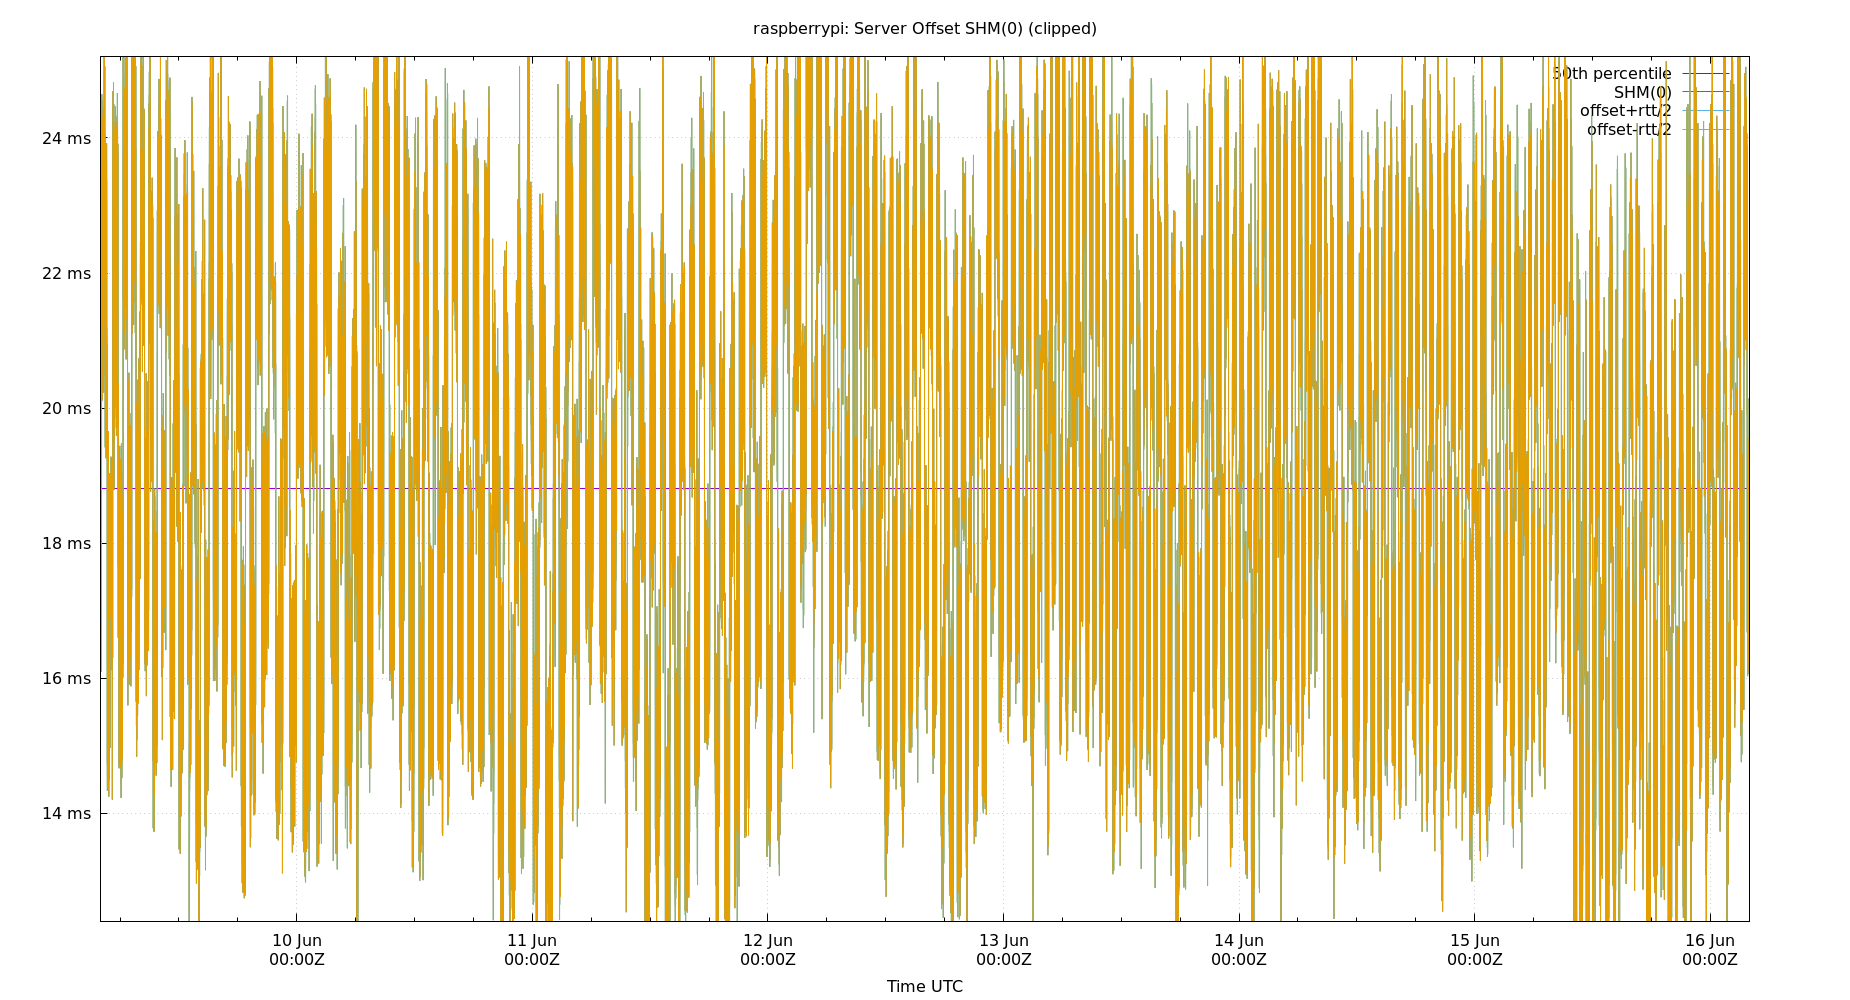 raspberrypi: Server Offset SHM(0) (clipped)
50th percentile
SHM(0)
offset+rtt/2
offset-rtt/2
24 ms
22 ms
20 ms
18 ms
16 ms
14 ms
10 Jun 11 Jun 12 Jun 13 Jun 14 Jun 15 Jun 16 Jun
00:00Z 00:00Z 00:00Z 00:00Z 00:00Z 00:00Z 00:00Z
Time UTC